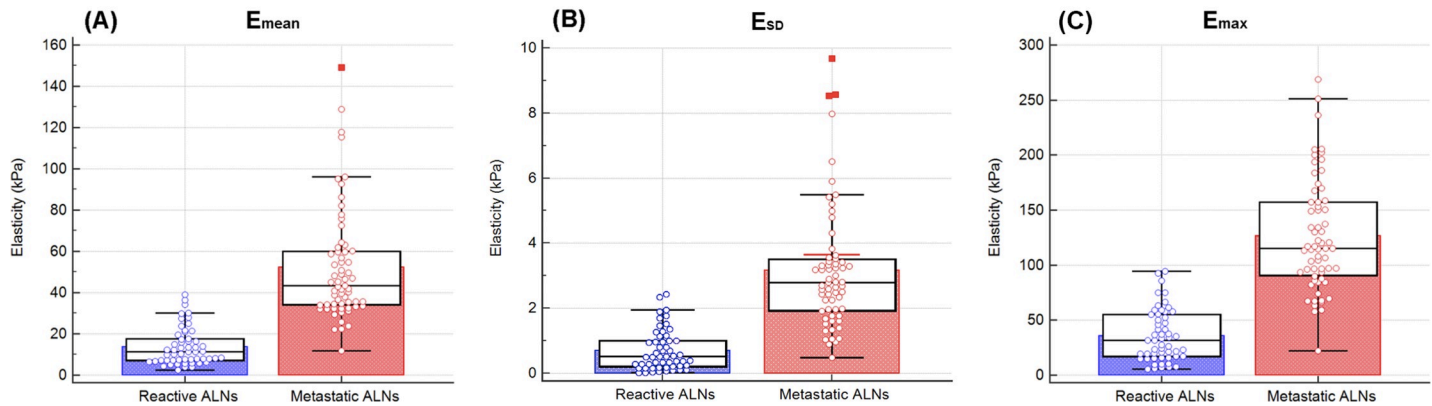 (A) Emean
Elasticity (kPa)
160
140
120
100
80
60
40
20
0
Reactive ALNs Metastatic ALNs
(B) ESD
Elasticity (kPa)
10
8
6
4
2
0
Reactive ALNs Metastatic ALNs
(C) Emax
Elasticity (kPa)
300
250
200
150
100
50
0
Reactive ALNs Metastatic ALNs